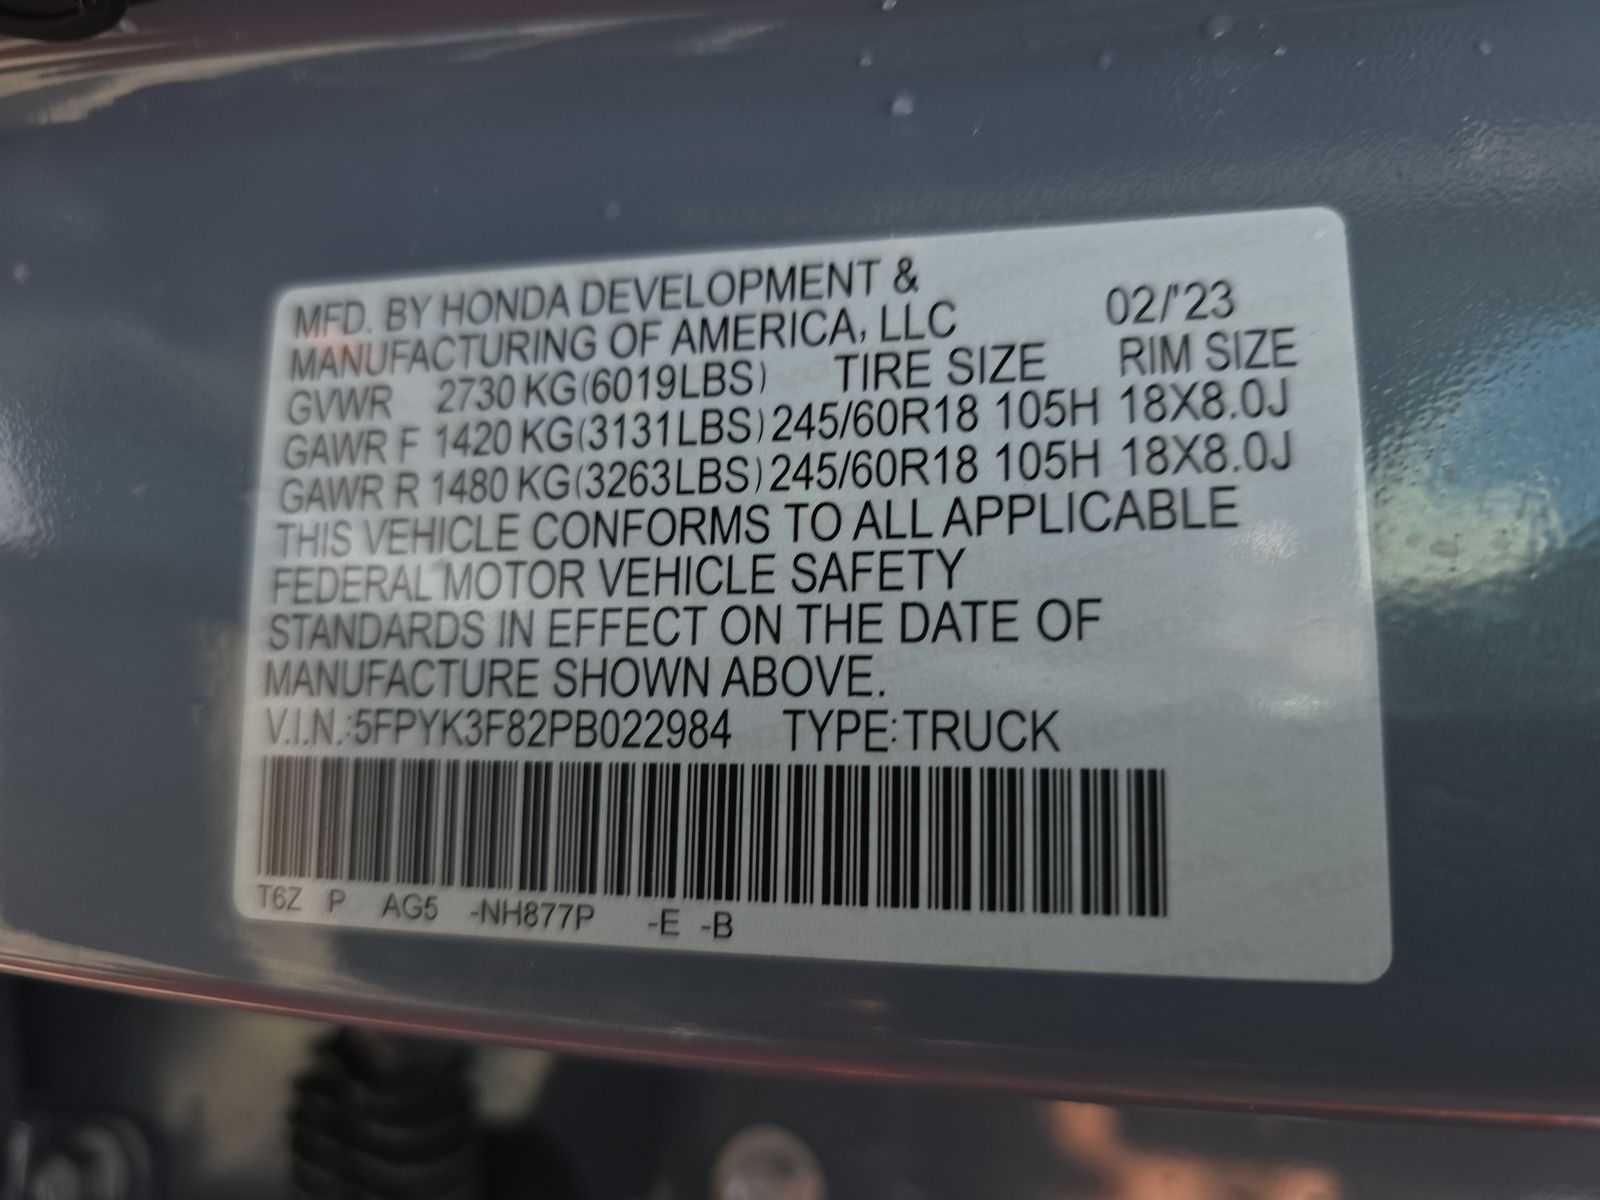 MFD. BY HONDA DEVELOPMENT &
MANUFACTURING OF AMERICA, LLC 02/'23
GVWR 2730 KG(6019LBS) TIRE SIZE RIM SIZE
GAWR F 1420 KG(3131LBS) 245/60R18 105H 18X8.0J
GAWR R 1480 KG(3263LBS) 245/60R18 105H 18X8.0J
THIS VEHICLE CONFORMS TO ALL APPLICABLE
FEDERAL MOTOR VEHICLE SAFETY
STANDARDS IN EFFECT ON THE DATE OF
MANUFACTURE SHOWN ABOVE.
V.I.N.:5FPYK3F82PB022984 TYPE:TRUCK
T6Z P AG5 -NH877P -E -B